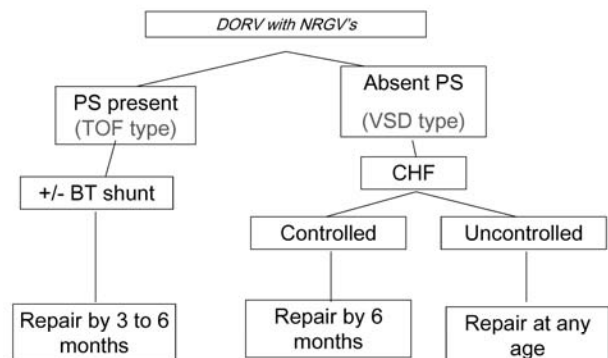 DORV with NRGV's
PS present
(TOF type)
Absent PS
(VSD type)
+/- BT shunt
CHF
Controlled
Uncontrolled
Repair by 3 to 6
months
Repair by 6
months
Repair at any
age